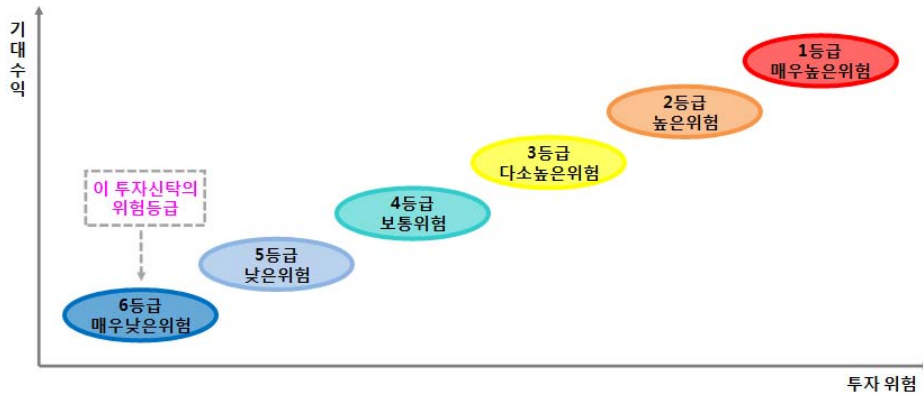 기대수익
1등급
매우높은위험
2등급
높은위험
3등급
다소높은위험
이 투자신탁의
위험등급
4등급
보통위험
5등급
낮은위험
6등급
매우낮은위험
투자 위험